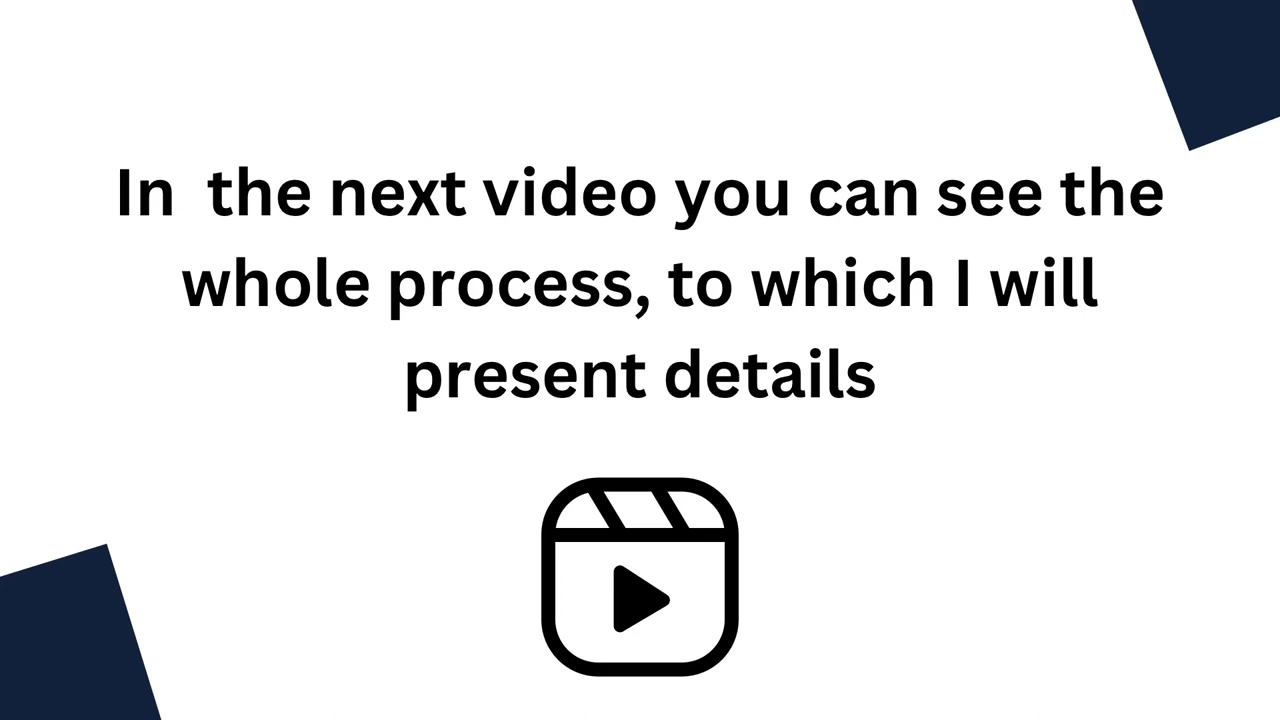 In  the next video you can see the
whole process, to which I will
present details